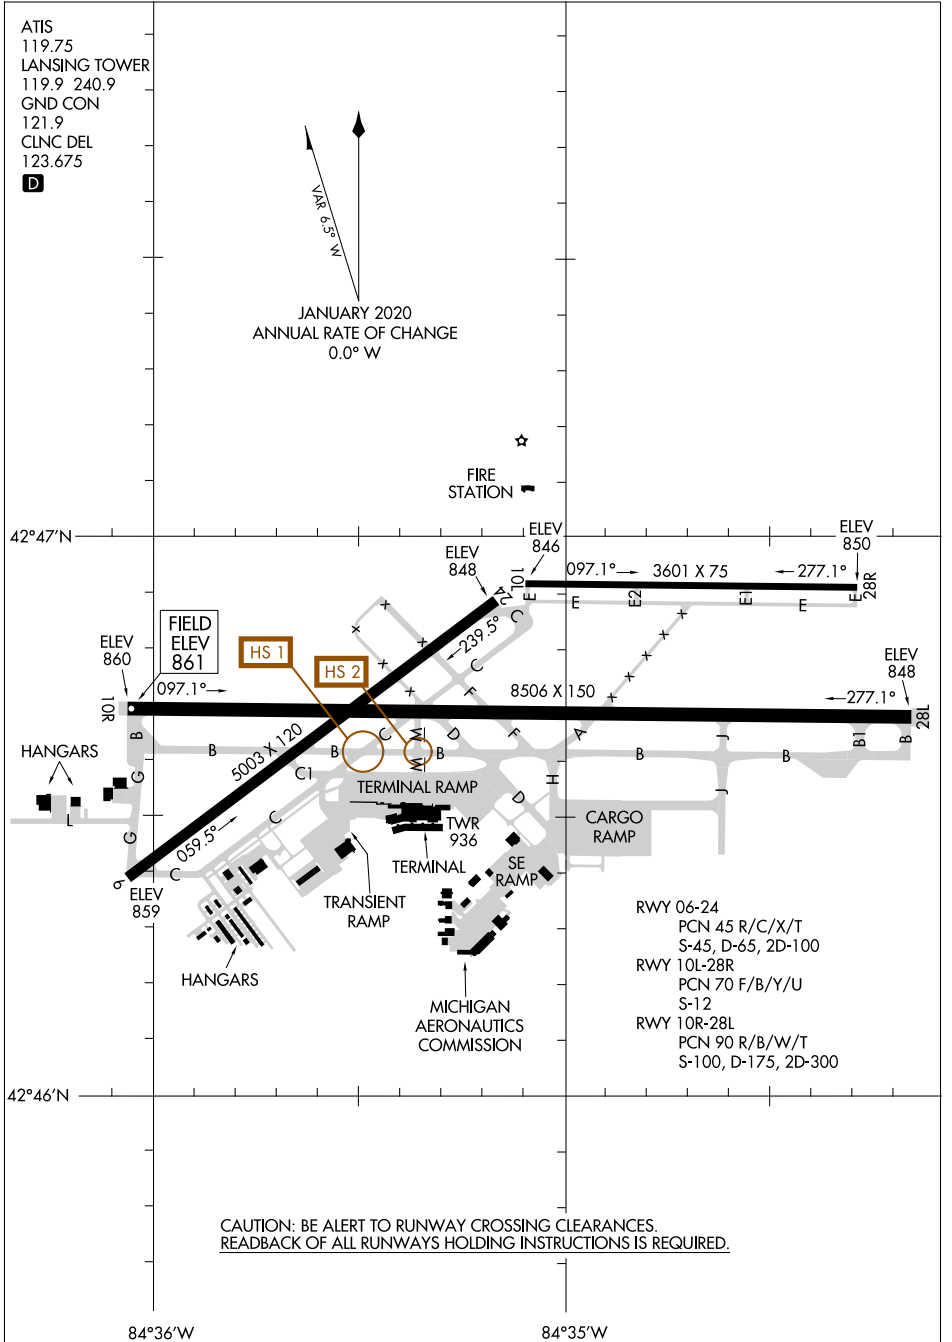 ATIS
119.75
LANSING TOWER
119.9 240.9
GND CON
121.9
CLNC DEL
123.675
D
VAR 6.5° W
JANUARY 2020
ANNUAL RATE OF CHANGE
0.0° W
FIRE
STATION
42°47'N
ELEV
846
ELEV
850
ELEV
848
10L
097.1°
3601 X 75
277.1°
28R
24
E
E
E2
E1
E
E
C
239.5°
FIELD
ELEV
861
ELEV
860
HS 1
HS 2
C
F
ELEV
848
10R
097.1°
8506 X 150
277.1°
28L
B
B
5003 X 120
B
C
W
W
B
D
F
A
B
J
B
B1
B
HANGARS
G
C1
TERMINAL RAMP
H
J
D
L
G
059.5°
C
TWR
936
CARGO
RAMP
TERMINAL
SE
RAMP
6
C
ELEV
859
TRANSIENT
RAMP
HANGARS
MICHIGAN
AERONAUTICS
COMMISSION
RWY 06-24
PCN 45 R/C/X/T
S-45, D-65, 2D-100
RWY 10L-28R
PCN 70 F/B/Y/U
S-12
RWY 10R-28L
PCN 90 R/B/W/T
S-100, D-175, 2D-300
42°46'N
CAUTION: BE ALERT TO RUNWAY CROSSING CLEARANCES.
READBACK OF ALL RUNWAYS HOLDING INSTRUCTIONS IS REQUIRED.
84°36'W
84°35'W